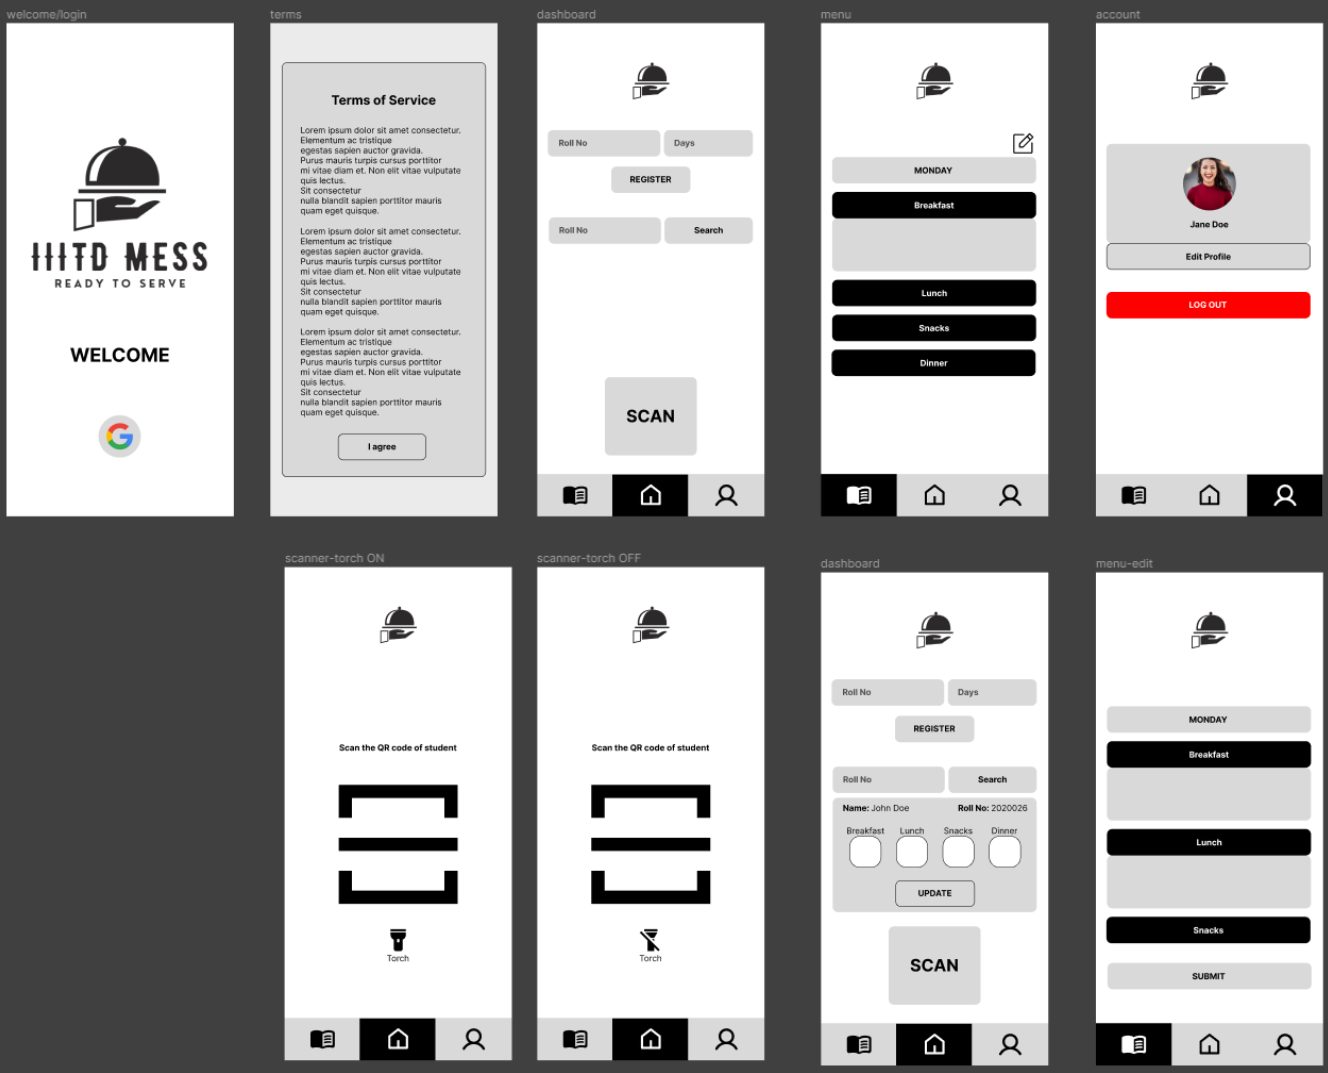 welcome/login
IIITD MESS
READY TO SERVE
WELCOME
terms
Terms of Service
Lorem ipsum dolor sit amet consectetur.
Elementum ac tristique
egestas sapien auctor gravida.
Purus mauris turpis cursus porttitor
mi vitae diam et. Non elit vitae vulputate
quis lectus.
Sit consectetur
nulla blandit sapien porttitor mauris
quam eget quisque.
Lorem ipsum dolor sit amet consectetur.
Elementum ac tristique
egestas sapien auctor gravida.
Purus mauris turpis cursus porttitor
mi vitae diam et. Non elit vitae vulputate
quis lectus.
Sit consectetur
nulla blandit sapien porttitor mauris
quam eget quisque.
Lorem ipsum dolor sit amet consectetur.
Elementum ac tristique
egestas sapien auctor gravida.
Purus mauris turpis cursus porttitor
mi vitae diam et. Non elit vitae vulputate
quis lectus.
Sit consectetur
nulla blandit sapien porttitor mauris
quam eget quisque.
I agree
dashboard
Roll No Days
REGISTER
Roll No Search
SCAN
menu
MONDAY
Breakfast
Lunch
Snacks
Dinner
account
Jane Doe
Edit Profile
LOG OUT
scanner-torch ON
Scan the QR code of student
Torch
scanner-torch OFF
Scan the QR code of student
Torch
dashboard
Roll No Days
REGISTER
Roll No Search
Name: John Doe Roll No: 2020026
Breakfast Lunch Snacks Dinner
UPDATE
SCAN
menu-edit
MONDAY
Breakfast
Lunch
Snacks
SUBMIT